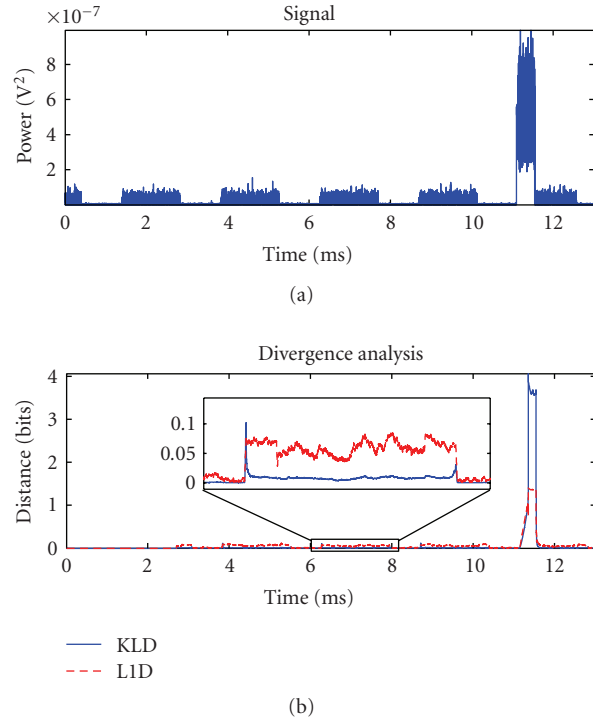 ×10⁻⁷
Signal
Power (V²)
8
6
4
2
0 2 4 6 8 10 12
Time (ms)
(a)
Divergence analysis
Distance (bits)
4
3
2
1
0
0.1
0.05
0
0 2 4 6 8 10 12
Time (ms)
KLD
L1D
(b)